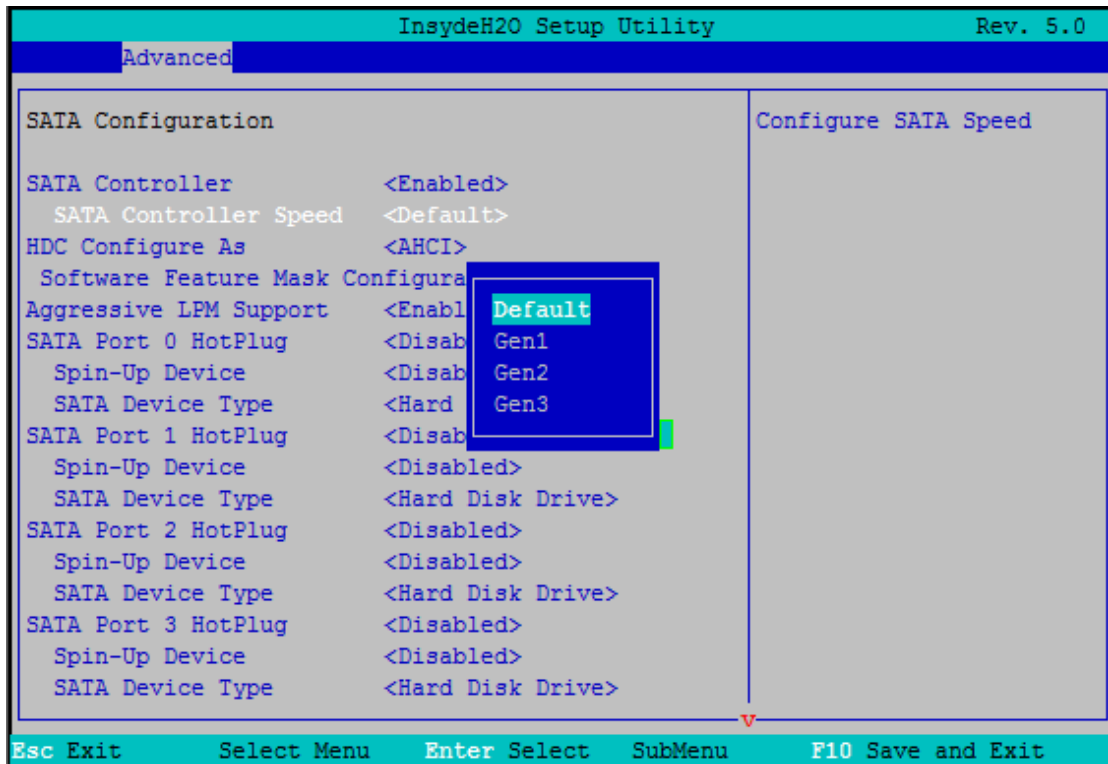 InsydeH2O Setup Utility Rev. 5.0
Advanced
SATA Configuration
Configure SATA Speed
SATA Controller <Enabled>
SATA Controller Speed <Default>
HDC Configure As <AHCI>
Software Feature Mask Configura
Aggressive LPM Support <Enabl
Default
SATA Port 0 HotPlug <Disab
Gen1
Spin-Up Device <Disab
Gen2
SATA Device Type <Hard
Gen3
SATA Port 1 HotPlug <Disab
Spin-Up Device <Disabled>
SATA Device Type <Hard Disk Drive>
SATA Port 2 HotPlug <Disabled>
Spin-Up Device <Disabled>
SATA Device Type <Hard Disk Drive>
SATA Port 3 HotPlug <Disabled>
Spin-Up Device <Disabled>
SATA Device Type <Hard Disk Drive>
v
Esc Exit Select Menu Enter Select SubMenu F10 Save and Exit